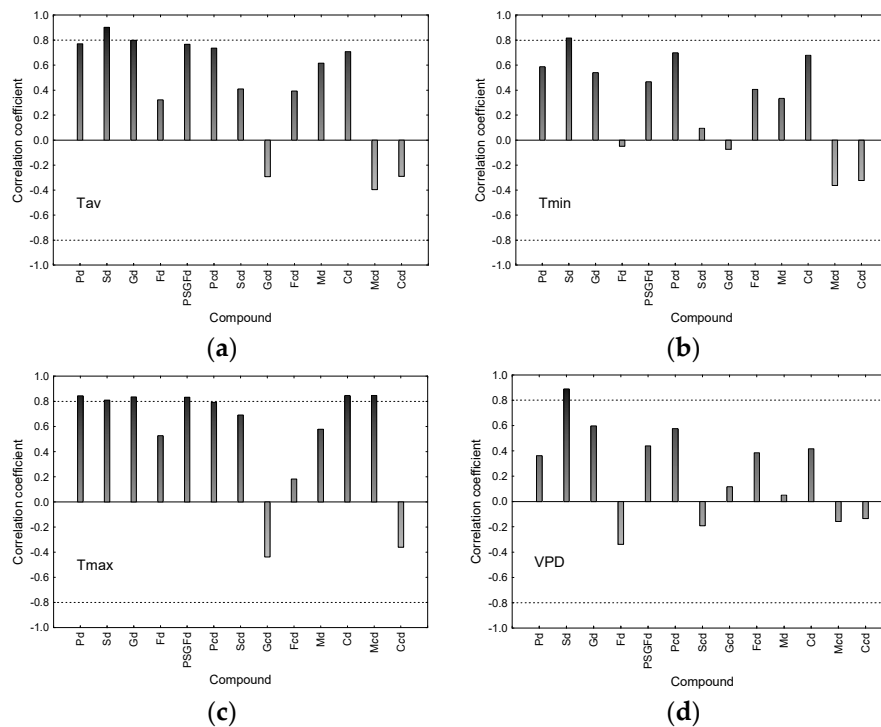 1.0
0.8
0.6
0.4
0.2
0.0
-0.2
-0.4
-0.6
-0.8
-1.0
Correlation coefficient
Tav
Pd
Sd
Gd
Fd
PSGFd
Pcd
Scd
Gcd
Fcd
Md
Cd
Mcd
Ccd
Compound
(a)
1.0
0.8
0.6
0.4
0.2
0.0
-0.2
-0.4
-0.6
-0.8
-1.0
Correlation coefficient
Tmin
Pd
Sd
Gd
Fd
PSGFd
Pcd
Scd
Gcd
Fcd
Md
Cd
Mcd
Ccd
Compound
(b)
1.0
0.8
0.6
0.4
0.2
0.0
-0.2
-0.4
-0.6
-0.8
-1.0
Correlation coefficient
Tmax
Pd
Sd
Gd
Fd
PSGFd
Pcd
Scd
Gcd
Fcd
Md
Cd
Mcd
Ccd
Compound
(c)
1.0
0.8
0.6
0.4
0.2
0.0
-0.2
-0.4
-0.6
-0.8
-1.0
Correlation coefficient
VPD
Pd
Sd
Gd
Fd
PSGFd
Pcd
Scd
Gcd
Fcd
Md
Cd
Mcd
Ccd
Compound
(d)